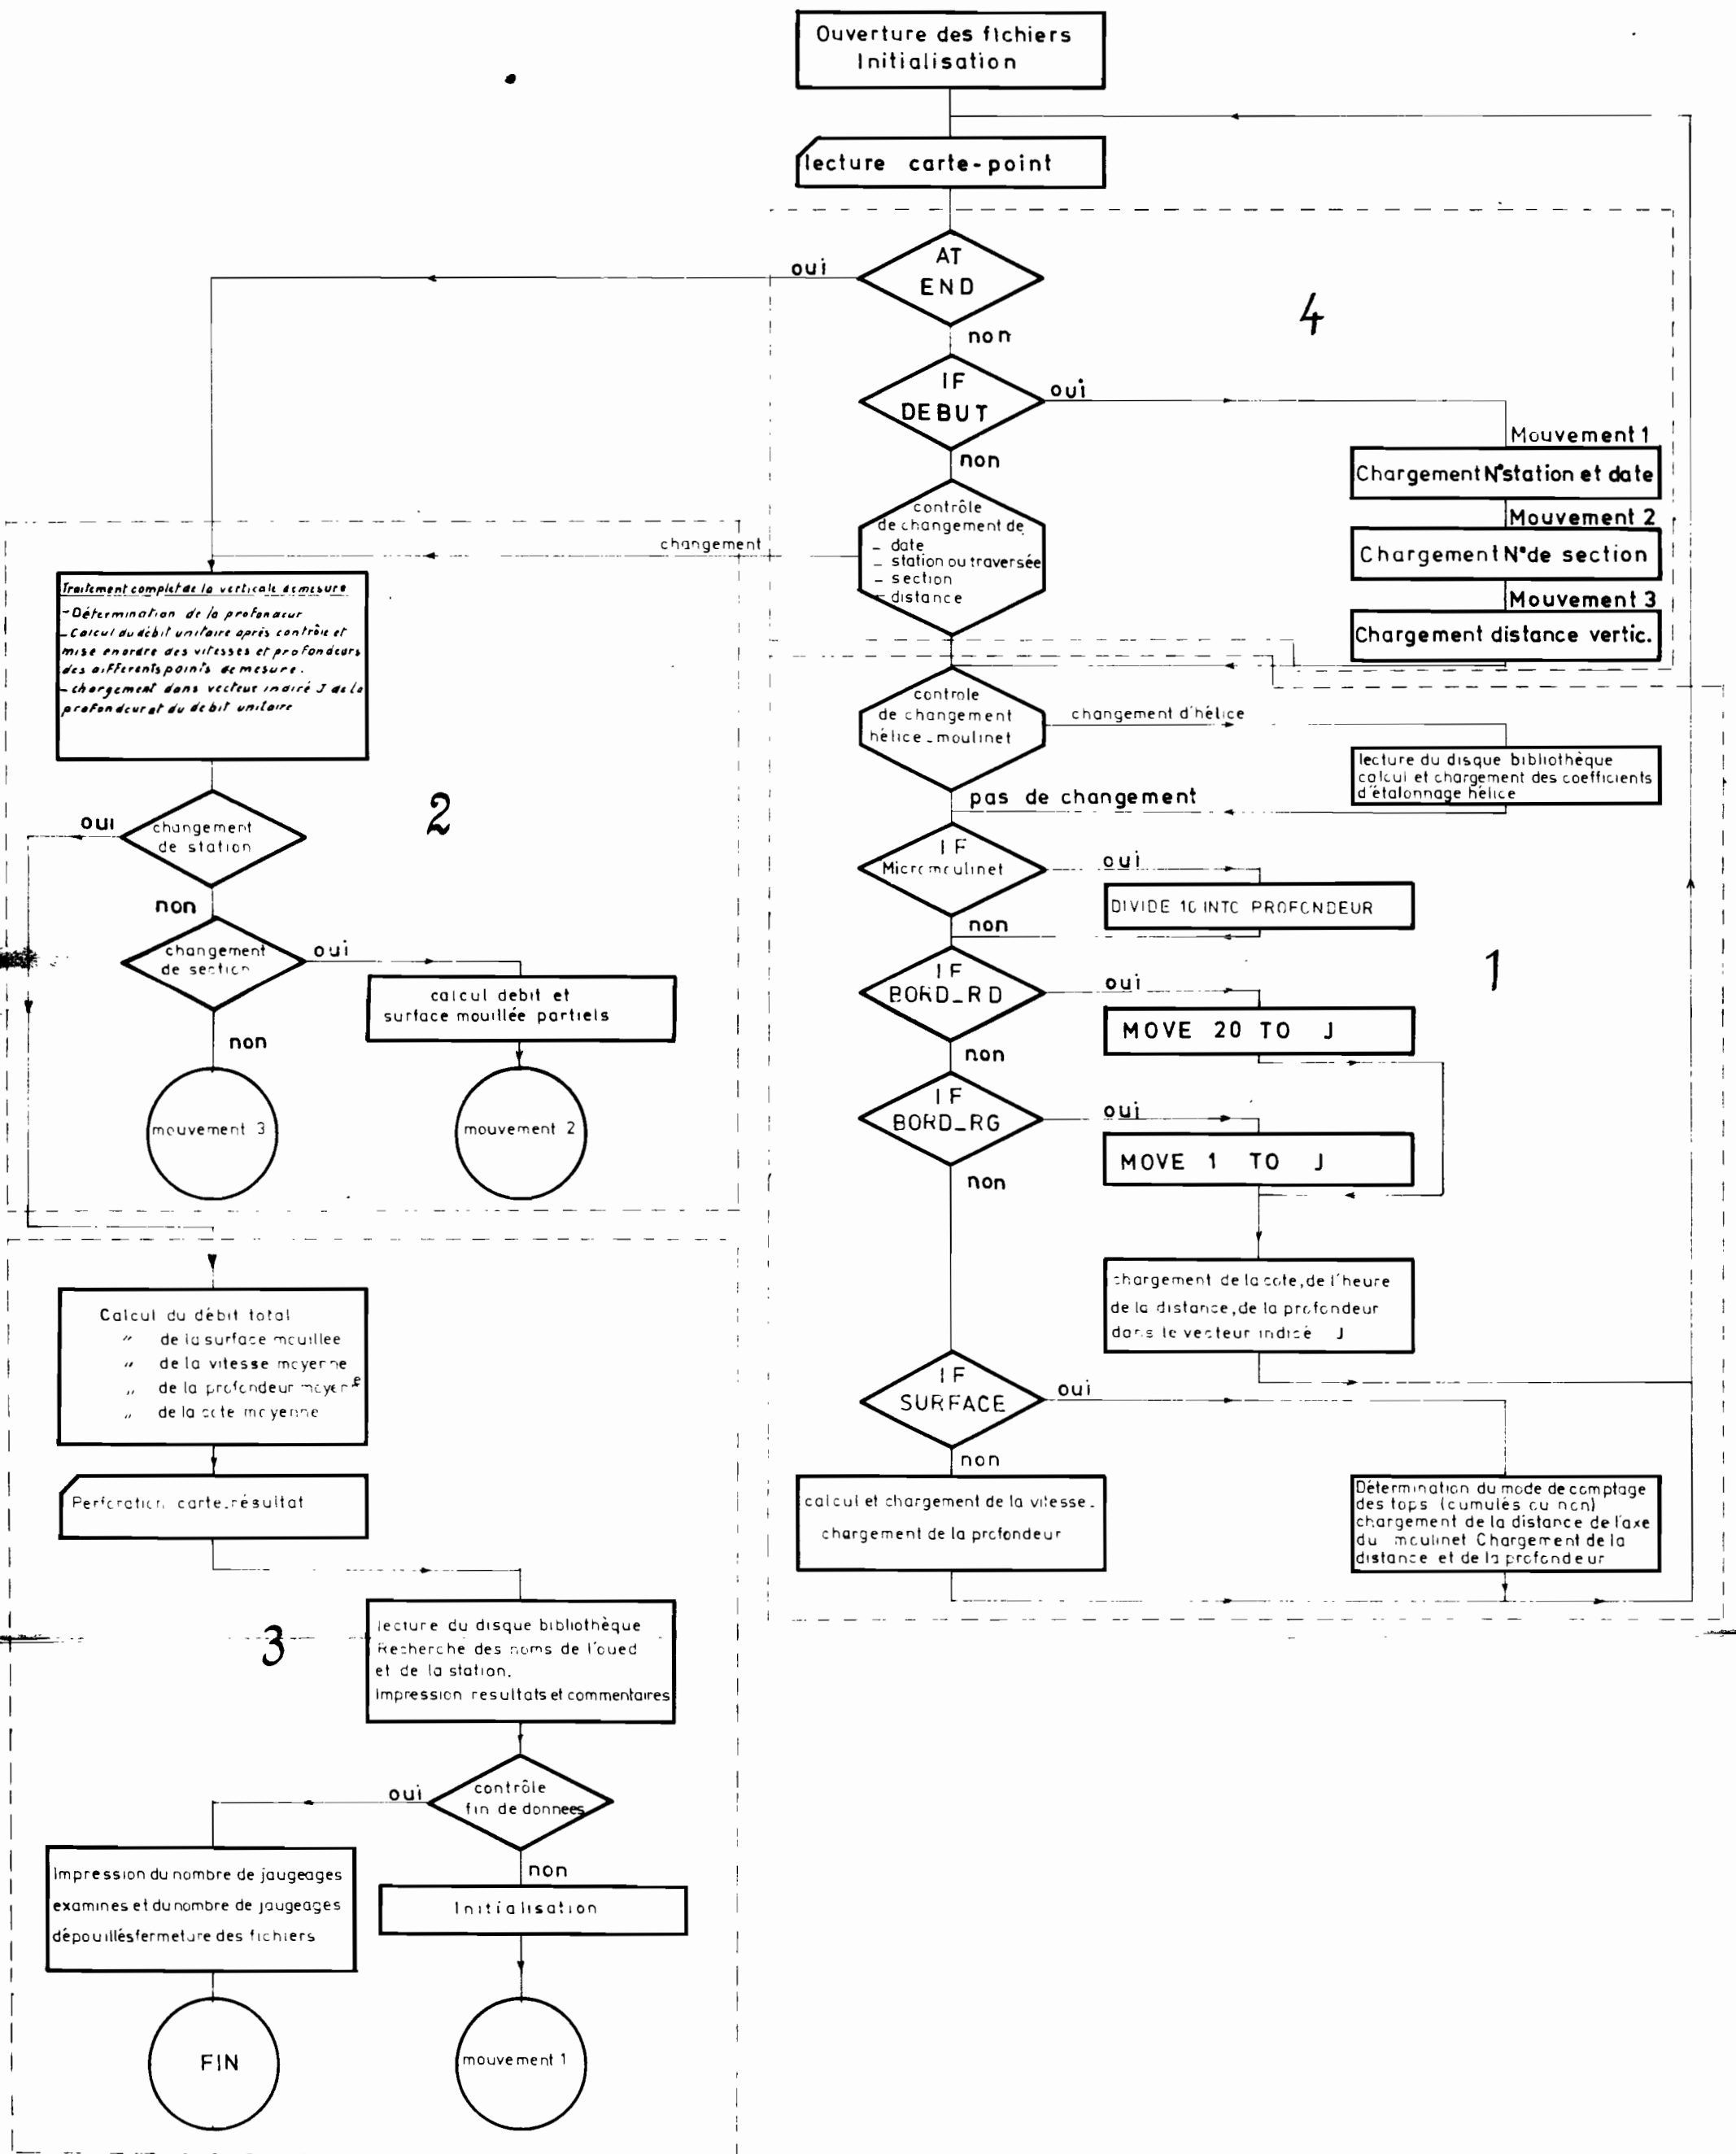 Ouverture des fichiers
Initialisation
lecture carte-point
AT
END
oui
non
4
IF
DEBUT
oui
non
Mouvement 1
Chargement N°station et date
Mouvement 2
Chargement N°de section
Mouvement 3
Chargement distance vertic.
contrôle
de changement de
- date
- station ou traversée
- section
- distance
changement
Traitement complet de la verticale de mesure
- Détermination de la profondeur
- Calcul du débit unitaire après contrôle et
mise en ordre des vitesses et profondeurs
des differents points de mesure.
- chargement dans vecteur indicé J de la
profondeur et du debit unitaire
changement
de station
oui
non
2
changement
de section
oui
non
calcul debit et
surface mouillée partiels
mouvement 3
mouvement 2
controle
de changement
hélice_moulinet
changement d'hélice
lecture du disque bibliothèque
calcul et chargement des coefficients
d'étalonnage hélice
pas de changement
IF
Micromoulinet
oui
DIVIDE 10 INTO PROFONDEUR
non
1
IF
BORD_RD
oui
MOVE 20 TO J
non
IF
BORD_RG
oui
MOVE 1 TO J
non
chargement de la cote, de l'heure
de la distance, de la profondeur
dans le vecteur indicé J
IF
SURFACE
oui
non
calcul et chargement de la vitesse_
chargement de la profondeur
Détermination du mode de comptage
des tops (cumulés ou non)
chargement de la distance de l'axe
du moulinet Chargement de la
distance et de la profondeur
Calcul du débit total
" de la surface mouillee
" de la vitesse moyenne
" de la profondeur moyenne
" de la cote moyenne
Perforation carte_résultat
3
lecture du disque bibliothèque
Recherche des noms de l'oued
et de la station.
Impression resultats et commentaires
contrôle
fin de donnees
oui
non
Impression du nombre de jaugeages
examines et du nombre de jaugeages
dépouillés fermeture des fichiers
Initialisation
FIN
mouvement 1